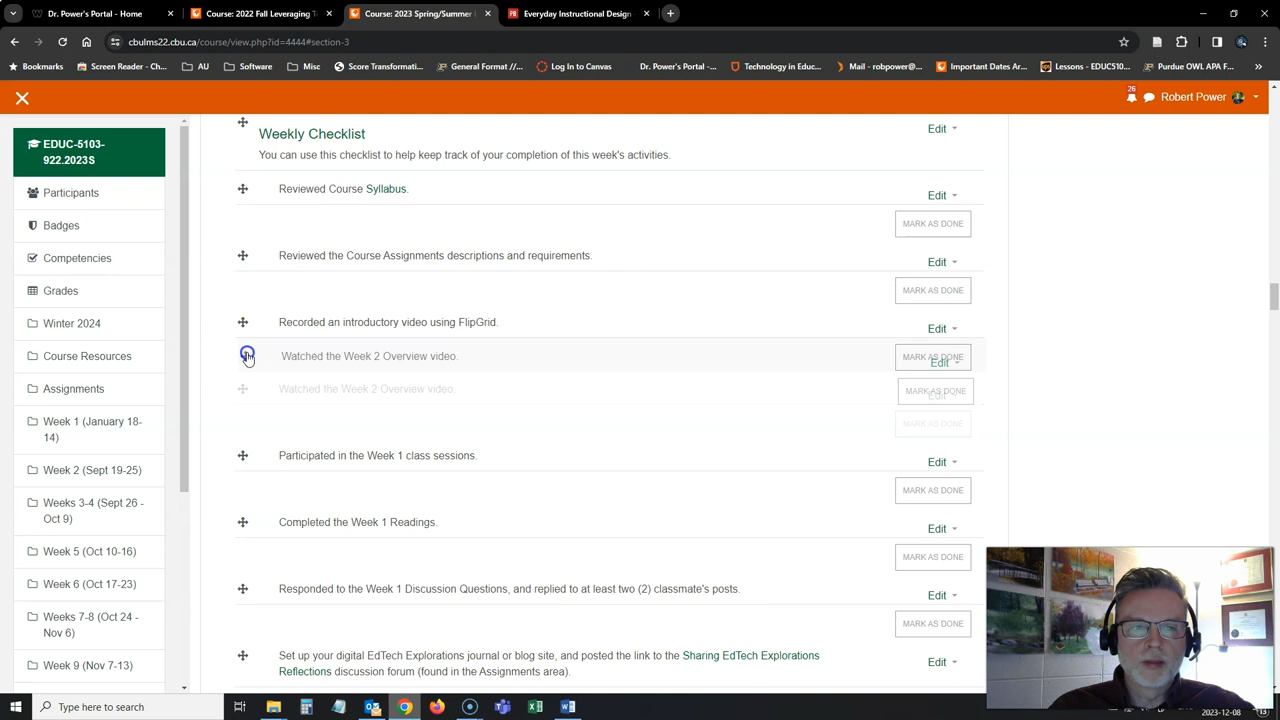 Dr. Power's Portal - Home
Course: 2022 Fall Leveraging T
Course: 2023 Spring/Summer
Everyday Instructional Design
cbulms22.cbu.ca/course/view.php?id=4444#section-3
Bookmarks
Screen Reader - Ch...
AU
Software
Misc
Score Transformati...
General Format //...
Log In to Canvas
Dr. Power's Portal -...
Technology in Educ...
Mail - robpower@...
Important Dates Ar...
Lessons - EDUC510...
Purdue OWL APA F...
26
Robert Power
EDUC-5103-
922.2023S
Participants
Badges
Competencies
Grades
Winter 2024
Course Resources
Assignments
Week 1 (January 18-
14)
Week 2 (Sept 19-25)
Weeks 3-4 (Sept 26 -
Oct 9)
Week 5 (Oct 10-16)
Week 6 (Oct 17-23)
Weeks 7-8 (Oct 24 -
Nov 6)
Week 9 (Nov 7-13)
Weekly Checklist
Edit
You can use this checklist to help keep track of your completion of this week's activities.
Reviewed Course Syllabus.
Edit
MARK AS DONE
Reviewed the Course Assignments descriptions and requirements.
Edit
MARK AS DONE
Recorded an introductory video using FlipGrid.
Edit
Watched the Week 2 Overview video.
MARK AS DONE
Edit
Watched the Week 2 Overview video.
MARK AS DONE
Edit
MARK AS DONE
Participated in the Week 1 class sessions.
Edit
MARK AS DONE
Completed the Week 1 Readings.
Edit
MARK AS DONE
Responded to the Week 1 Discussion Questions, and replied to at least two (2) classmate's posts.
Edit
MARK AS DONE
Set up your digital EdTech Explorations journal or blog site, and posted the link to the Sharing EdTech Explorations
Reflections discussion forum (found in the Assignments area).
Edit
Type here to search
2023-12-08